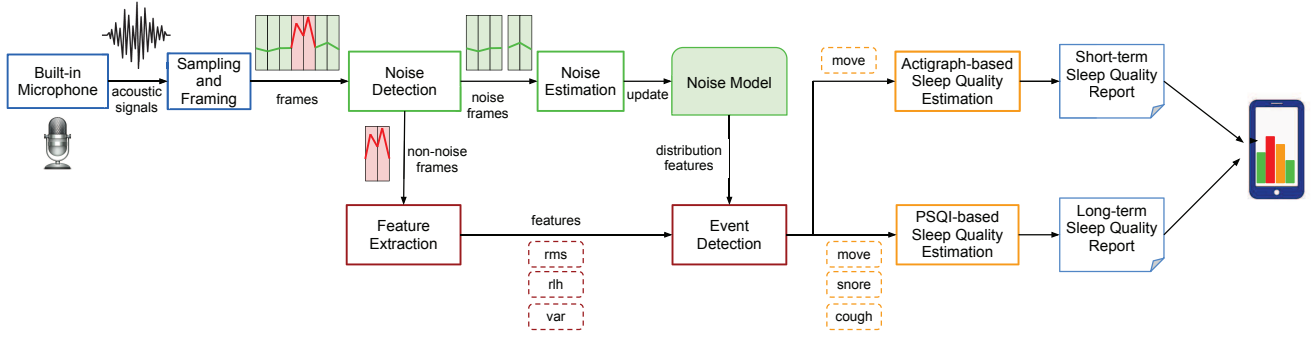 Built-in
Microphone
acoustic
signals
Sampling
and
Framing
frames
Noise
Detection
noise
frames
Noise
Estimation
update
Noise Model
non-noise
frames
distribution
features
Feature
Extraction
features
rms
rlh
var
Event
Detection
move
Actigraph-based
Sleep Quality
Estimation
Short-term
Sleep Quality
Report
move
snore
cough
PSQI-based
Sleep Quality
Estimation
Long-term
Sleep Quality
Report